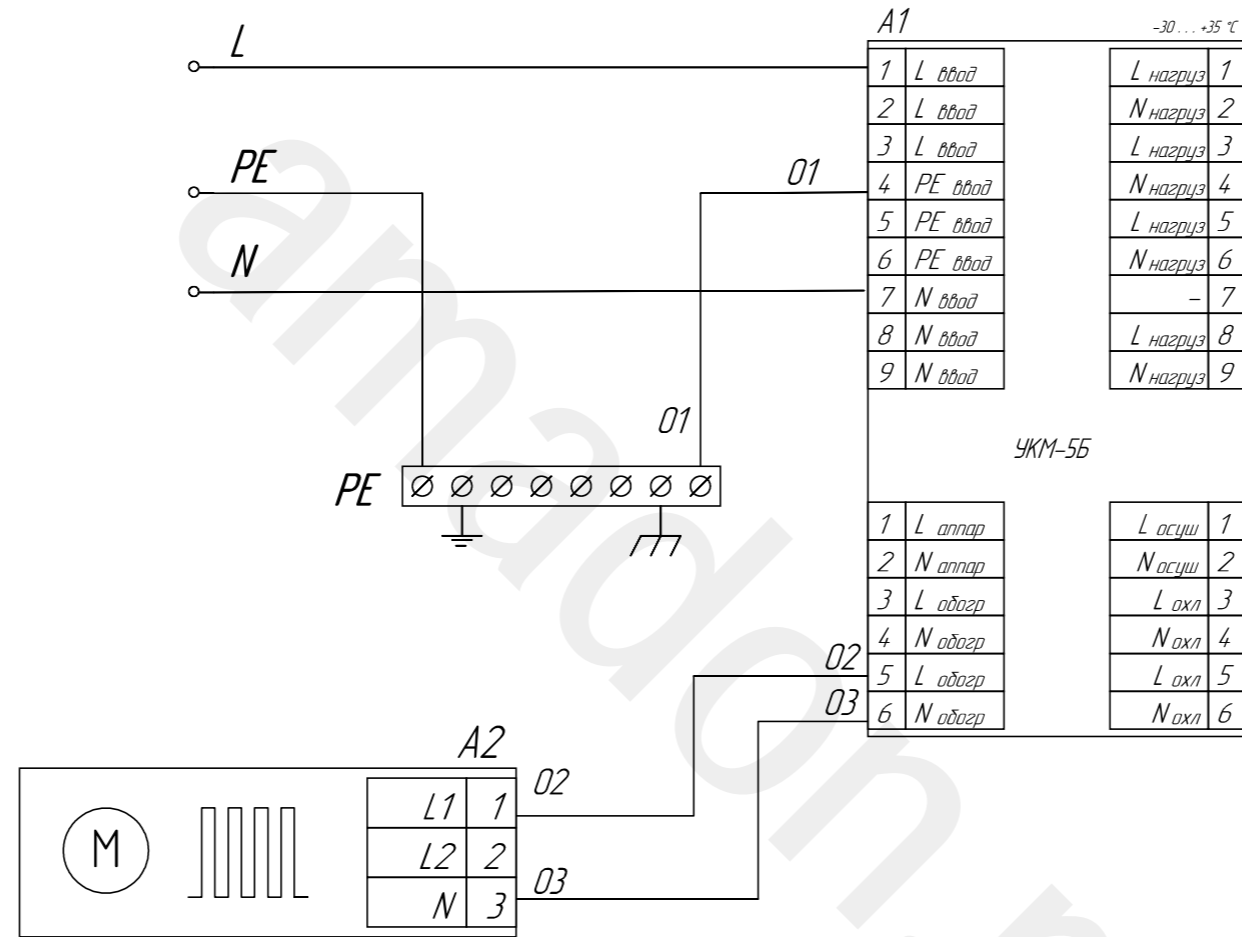 A1 -30 . . . +35 °C
L
1 L ввод L нагруз 1
2 L ввод N нагруз 2
3 L ввод L нагруз 3
PE 01 4 PE ввод N нагруз 4
5 PE ввод L нагруз 5
N 6 PE ввод N нагруз 6
7 N ввод – 7
8 N ввод L нагруз 8
9 N ввод N нагруз 9
01
УКМ-5Б
PE
1 L аппар L осуш 1
2 N аппар N осуш 2
3 L обогр L охл 3
4 N обогр N охл 4
02 5 L обогр L охл 5
03 6 N обогр N охл 6
A2
M
L1 1 02
L2 2
N 3 03
amadon.r